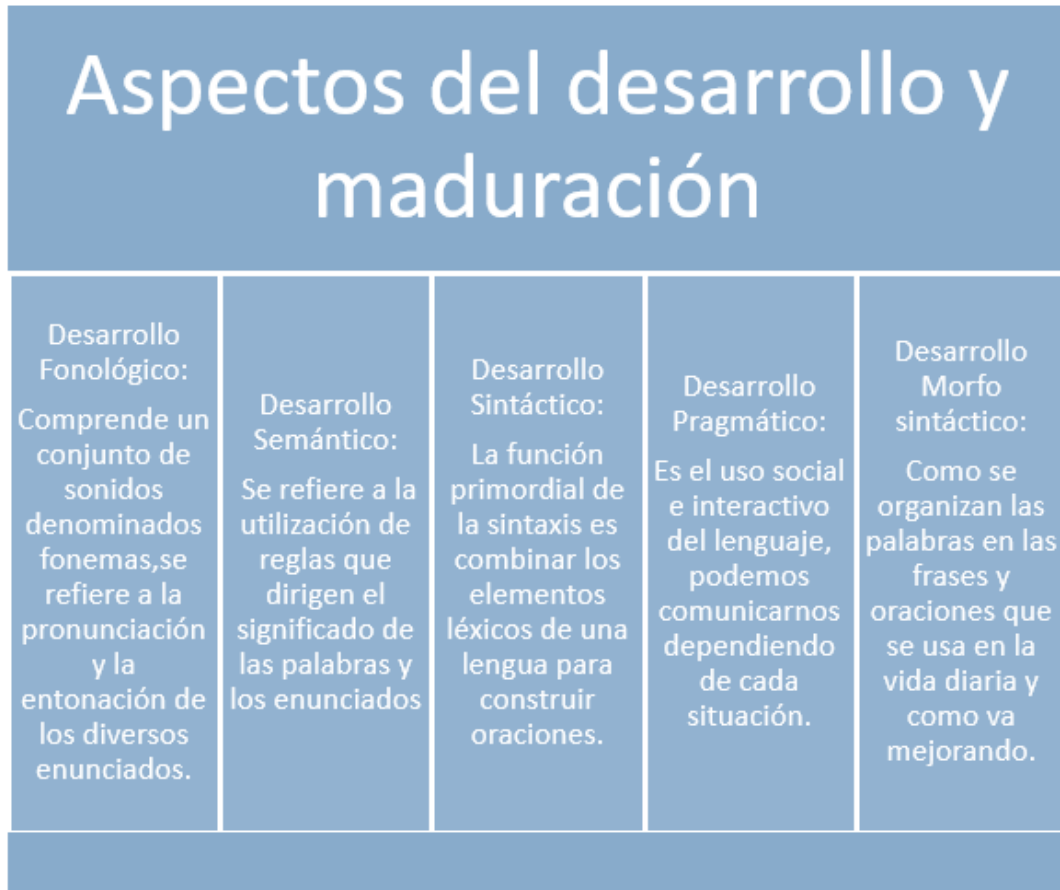 Aspectos del desarrollo y
maduración
Desarrollo
Fonológico:
Comprende un
conjunto de
sonidos
denominados
fonemas,se
refiere a la
pronunciación
y la
entonación de
los diversos
enunciados.
Desarrollo
Semántico:
Se refiere a la
utilización de
reglas que
dirigen el
significado de
las palabras y
los enunciados
Desarrollo
Sintáctico:
La función
primordial de
la sintaxis es
combinar los
elementos
léxicos de una
lengua para
construir
oraciones.
Desarrollo
Pragmático:
Es el uso social
e interactivo
del lenguaje,
podemos
comunicarnos
dependiendo
de cada
situación.
Desarrollo
Morfo
sintáctico:
Como se
organizan las
palabras en las
frases y
oraciones que
se usa en la
vida diaria y
como va
mejorando.